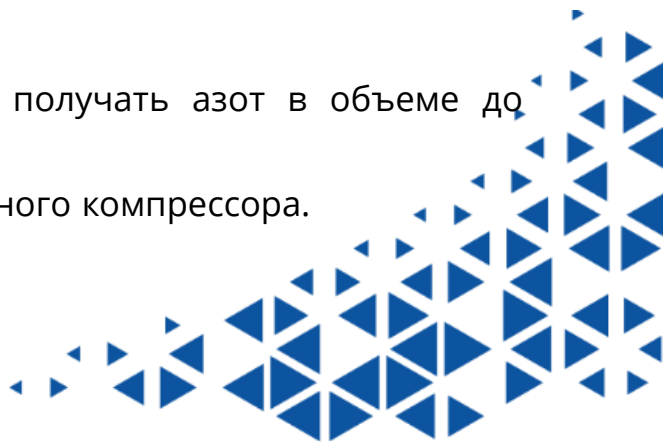 получать азот в объеме до
ного компрессора.